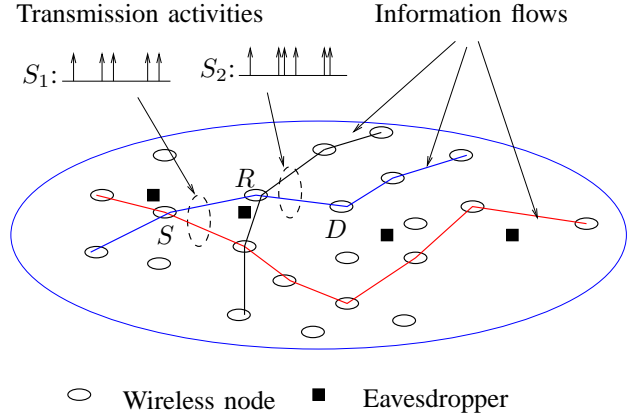 Transmission activities
Information flows
S₁:
S₂:
R
S
D
Wireless node
Eavesdropper